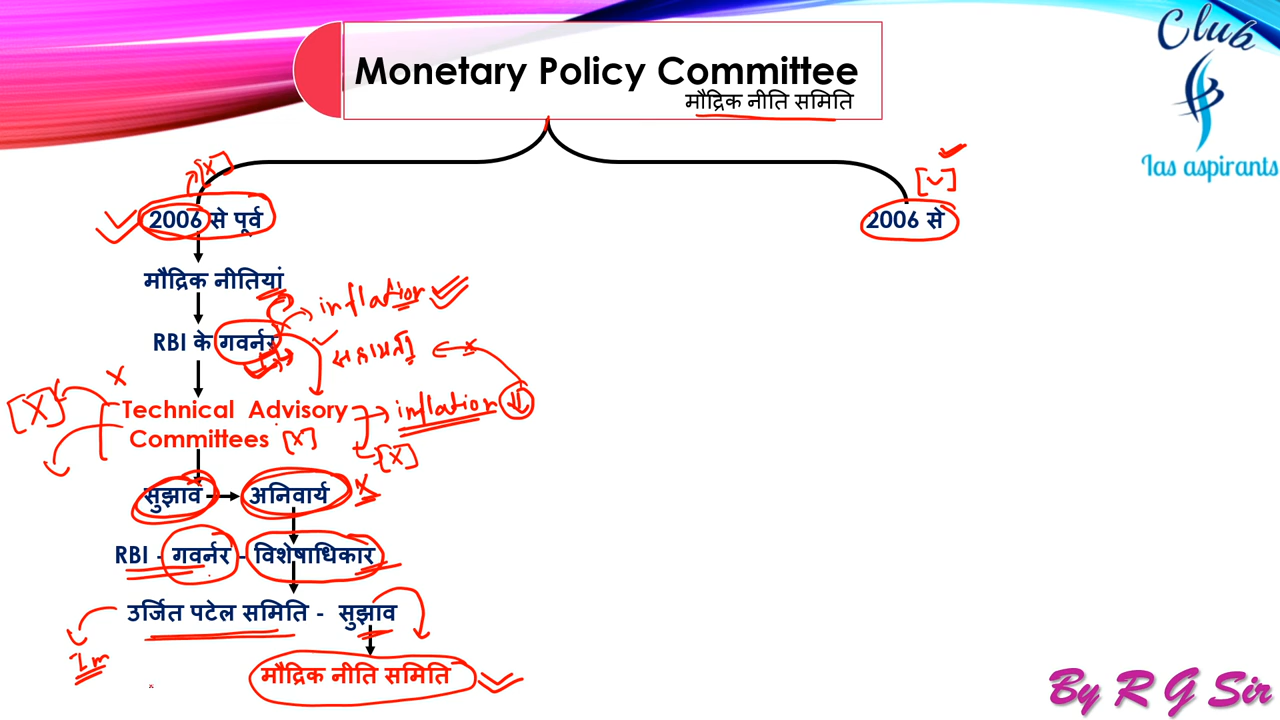 Club
Ias aspirants
Monetary Policy Committee
मौद्रिक नीति समिति
[x]
[✓]
2006 से पूर्व
2006 से
मौद्रिक नीतियां
inflation
RBI के गवर्नर
[X]
Technical Advisory
Committees [x]
inflation
[x]
सुझाव
अनिवार्य
RBI - गवर्नर - विशेषाधिकार
उर्जित पटेल समिति - सुझाव
मौद्रिक नीति समिति
By R G Sir